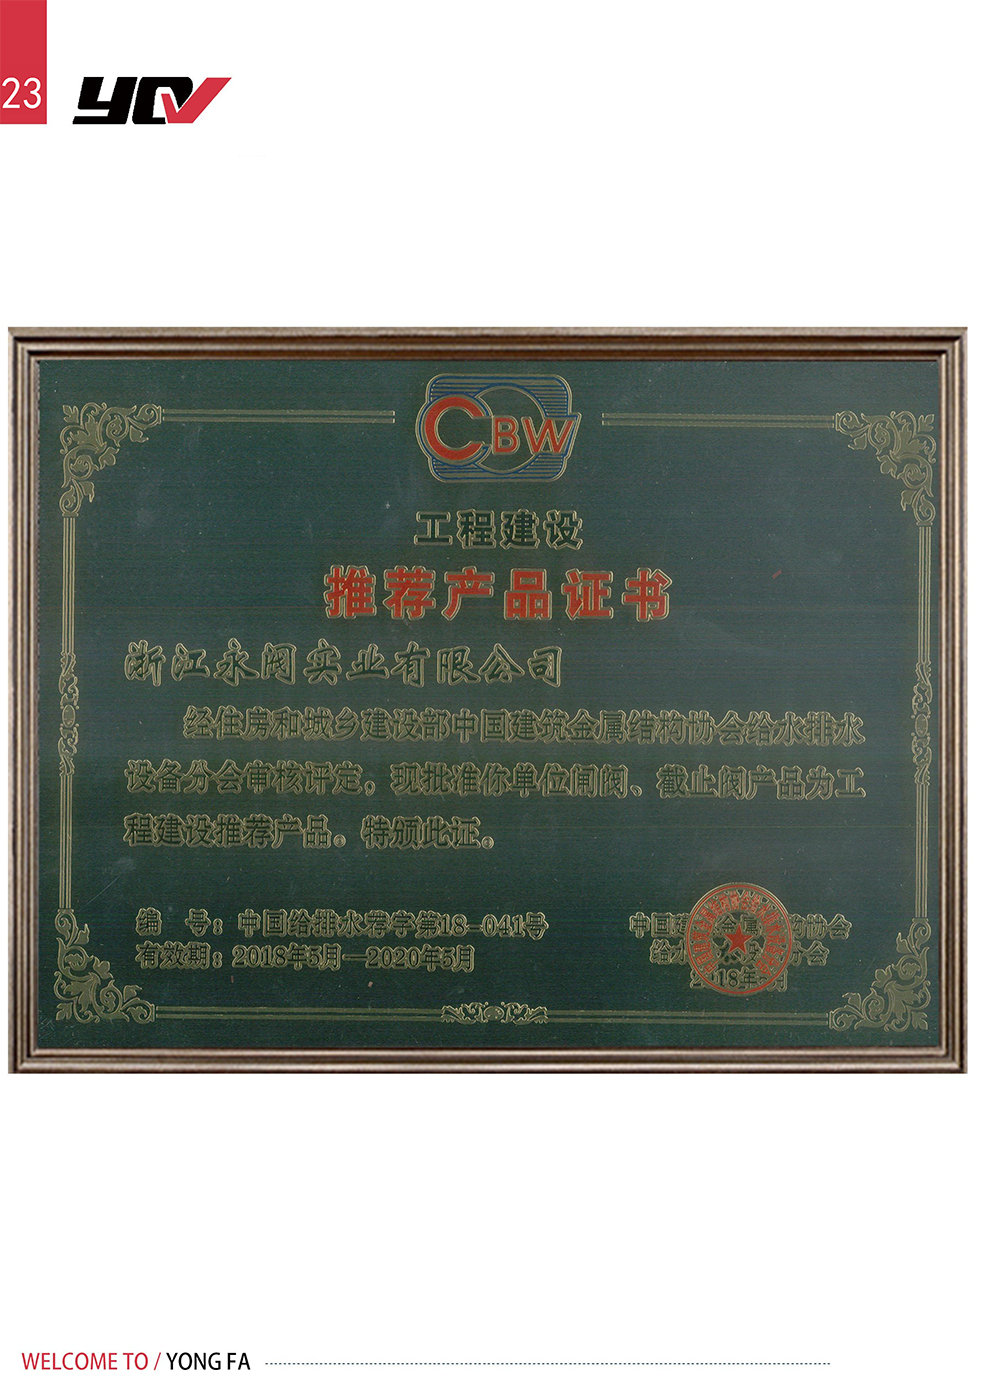 23
YQV
CBW
工程建设
推荐产品证书
浙江永阀实业有限公司
经住房和城乡建设部中国建筑金属结构协会给水排水
设备分会审核评定，现批准你单位闸阀、截止阀产品为工
程建设推荐产品。特颁此证。
编 号：中国给排水荐字第18-041号
有效期：2018年5月—2020年5月
中国建 金属 协会
给水 分会
2018年5月
WELCOME TO / YONG FA